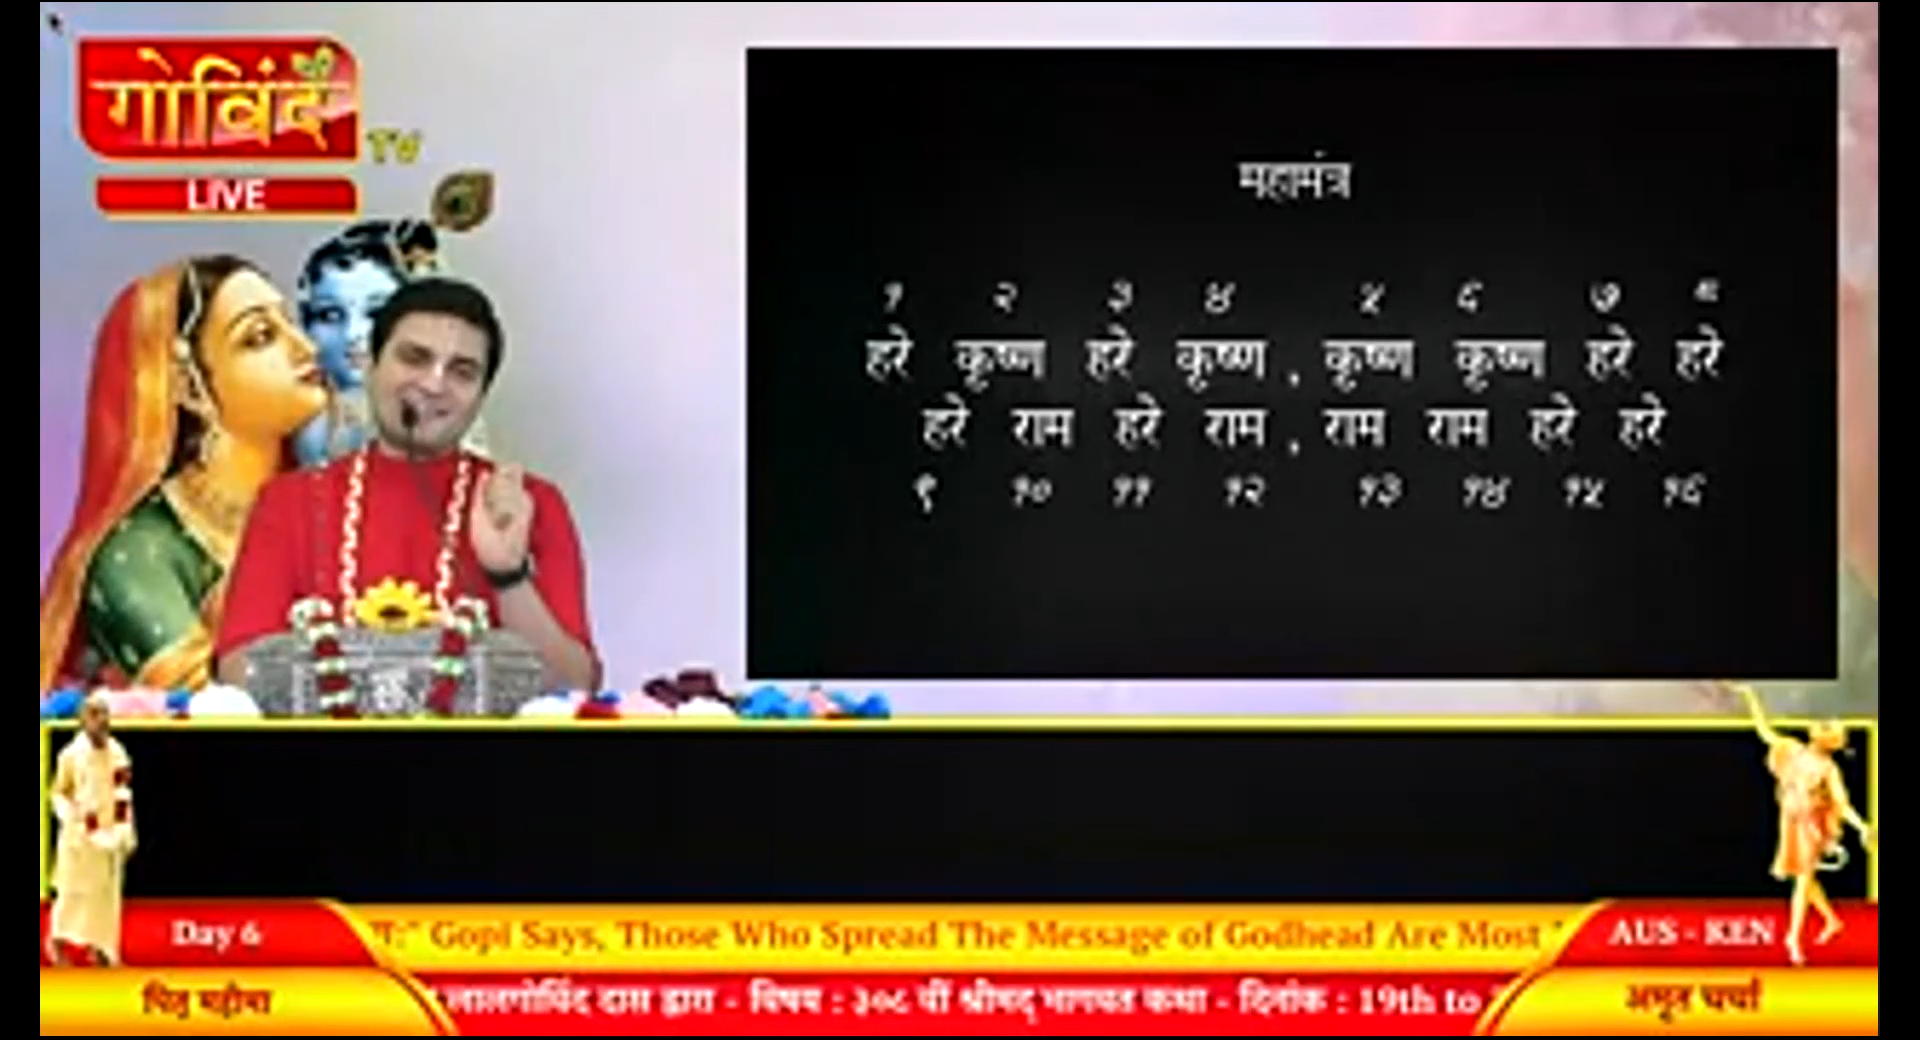 गोविंद
TV
LIVE
महामंत्र
१ २ ३ ४ ५ ६ ७ ८
हरे कृष्ण हरे कृष्ण , कृष्ण कृष्ण हरे हरे
हरे राम हरे राम , राम राम हरे हरे
९ १० ११ १२ १३ १४ १५ १६
Day 6
Gopi Says, Those Who Spread The Message of Godhead Are Most
AUS - KEN
लालगोविंद दास द्वारा - विषय : ३०८ वीं श्रीमद् भागवत कथा - दिनांक : 19th to
अमृत चर्चा